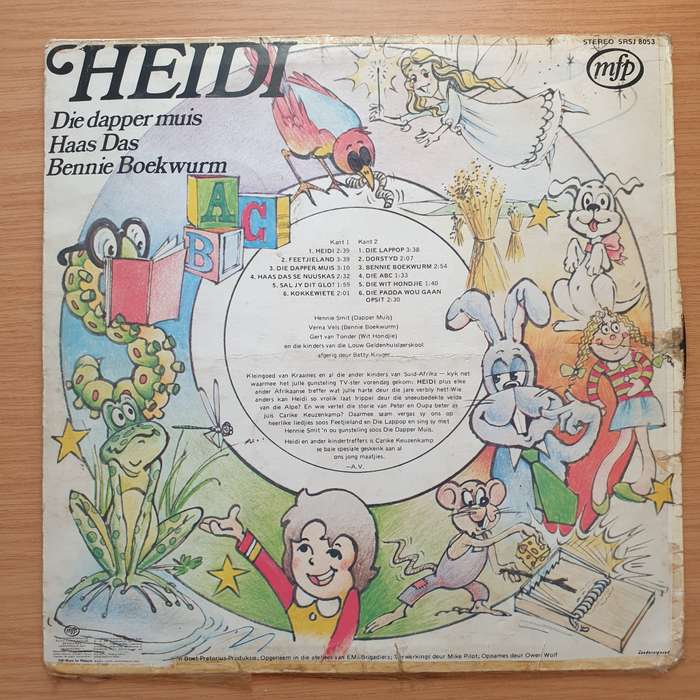 HEIDI
STEREO SRSJ 8053
mfp
Die dapper muis
Haas Das
Bennie Boekwurm
A
B
C
L
Kant 1
1. HEIDI 2:39
2. FEETJIELAND 3:39
3. DIE DAPPER MUIS 3:10
4. HAAS DAS SE NUUSKAS 2:32
5. SAL JY DIT GLO? 1:55
6. KOKKEWIETE 2:01
Kant 2
1. DIE LAPPOP 3:38
2. DORSTYD 2:07
3. BENNIE BOEKWURM 2:54
4. DIE ABC 1:33
5. DIE WIT HONDJIE 1:40
6. DIE PADDA WOU GAAN
OPSIT 2:30
Hennie Smit (Dapper Muis)
Verna Vels (Bennie Boekwurm)
Gert van Tonder (Wit Hondjie)
en die kinders van die Louw Geldenhuislaerskool
afgerig deur Betty Kruger
Kleingoed van Kraaines en al die ander kinders van Suid-Afrika — kyk net
waarmee het julle gunsteling TV-ster vorendag gekom: HEIDI plus elke
ander Afrikaanse treffer wat julle harte deur die jare verbly het! Wie
anders kan Heidi so vrolik laat trippel deur die sneeubedekte velde
van die Alpe? En wie vertel die storie van Peter en Oupa beter as
juis Carike Keuzenkamp? Daarmee saam vergas sy ons op
heerlike liedjies soos Feetjieland en Die Lappop en sing sy met
Hennie Smit 'n ou gunsteling soos Die Dapper Muis.
Heidi en ander kindertreffers is Carike Keuzenkamp
se baie spesiale geskenk aan al
ons jong maatjies.
—A.V.
mfp
'n Boet Pretorius Produksie; Opgeneem in die ateljees van EMI-Brigadiers; Verwerkings deur Mike Pilot; Opnames deur Owen Wolf